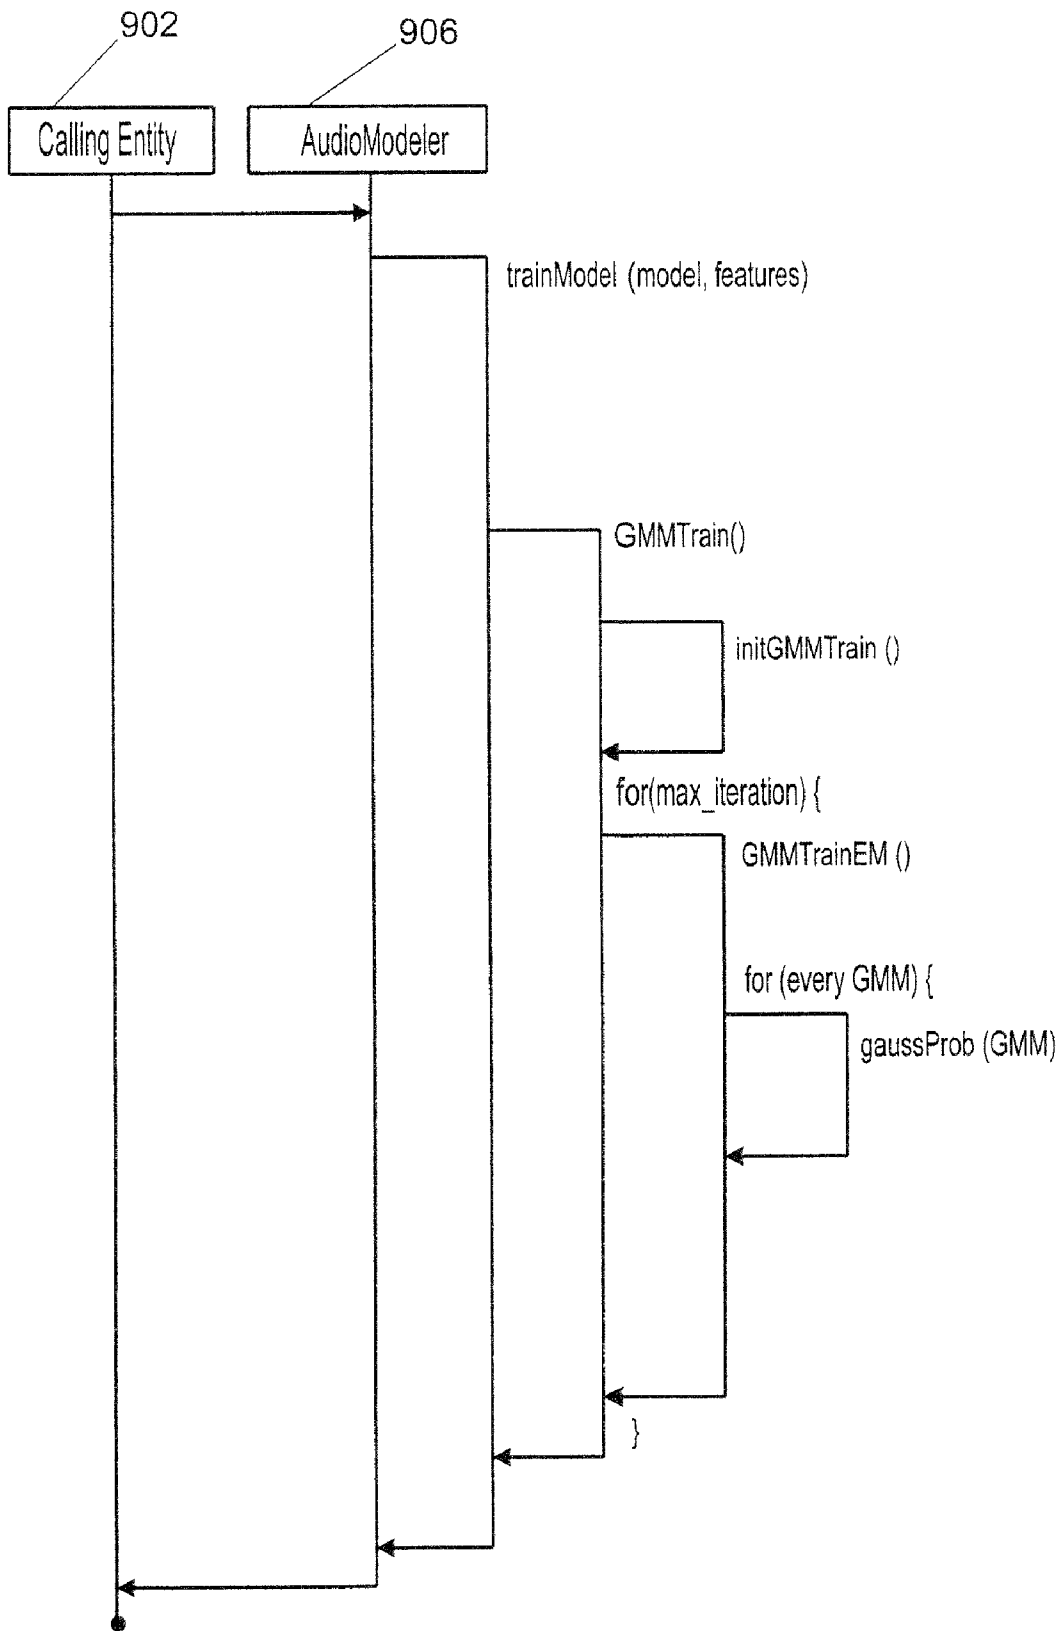 902
906
Calling Entity
AudioModeler
trainModel (model, features)
GMMTrain()
initGMMTrain ()
for(max_iteration) {
GMMTrainEM ()
for (every GMM) {
gaussProb (GMM)
}